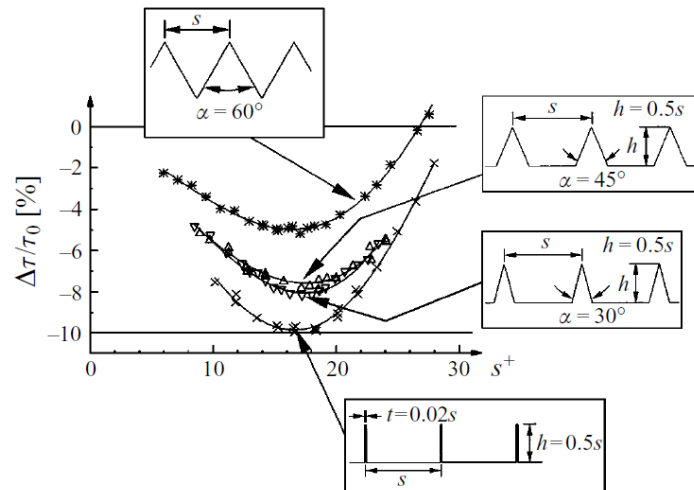 s
α = 60°
s
h = 0.5s
h
α = 45°
s
h = 0.5s
h
α = 30°
Δτ/τ₀ [%]
0
−2
−4
−6
−8
−10
0
10
20
30
s⁺
t = 0.02s
h = 0.5s
s